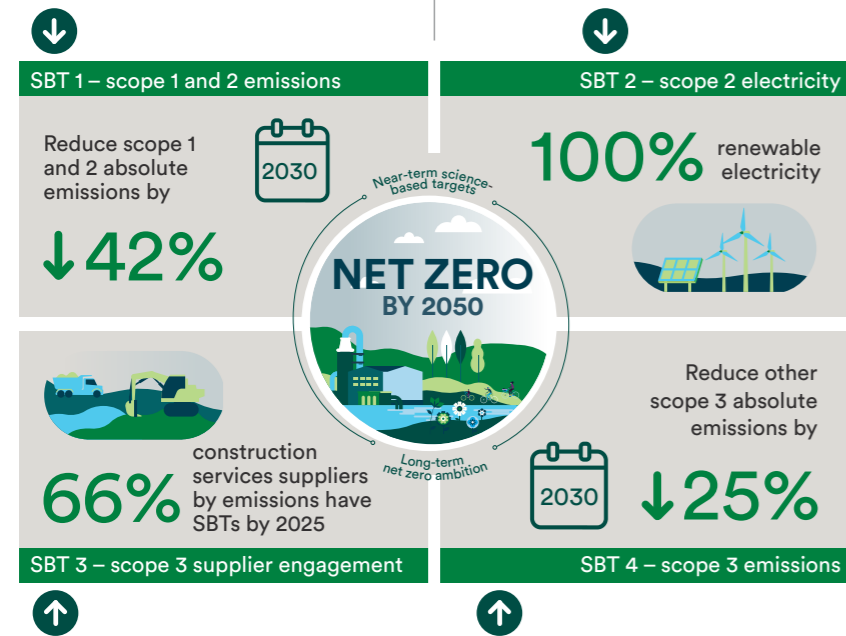 SBT 1 – scope 1 and 2 emissions
Reduce scope 1
and 2 absolute
emissions by
2030
42%
SBT 2 – scope 2 electricity
100%
renewable
electricity
Near-term science-
based targets
NET ZERO
BY 2050
Long-term
net zero ambition
66%
construction
services suppliers
by emissions have
SBTs by 2025
SBT 3 – scope 3 supplier engagement
Reduce other
scope 3 absolute
emissions by
2030
25%
SBT 4 – scope 3 emissions